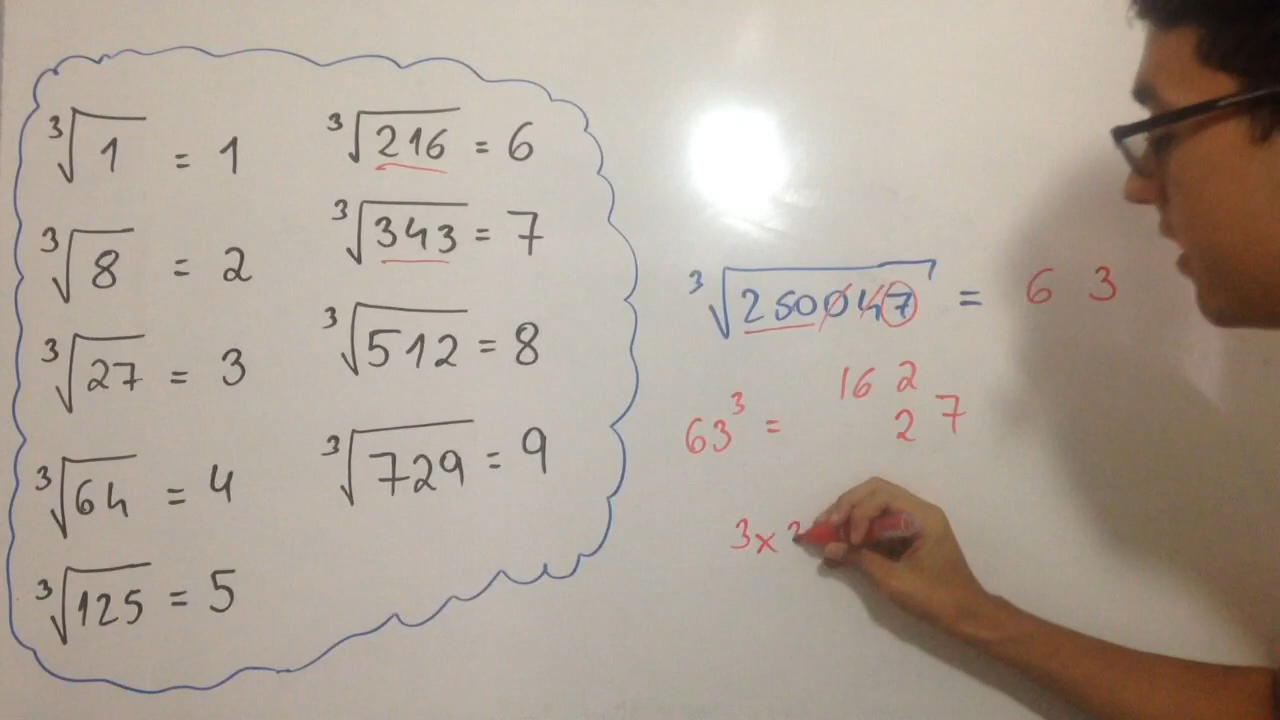 ³√1 = 1
³√8 = 2
³√27 = 3
³√64 = 4
³√125 = 5
³√216 = 6
³√343 = 7
³√512 = 8
³√729 = 9
³√250047 = 6 3
63³ =
16 2
2 7
3x